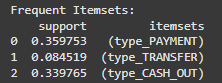 Frequent Itemsets:
support itemsets
0 0.359753 (type_PAYMENT)
1 0.084519 (type_TRANSFER)
2 0.339765 (type_CASH_OUT)